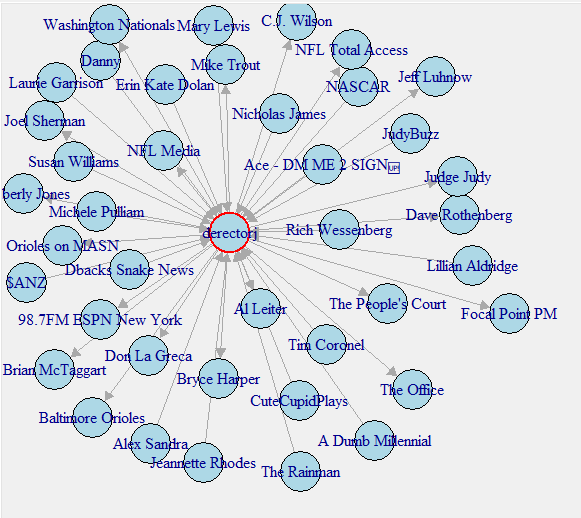 Washington Nationals
Mary Lewis
C.J. Wilson
Danny
Mike Trout
NFL Total Access
Laurie Garrison
Erin Kate Dolan
NASCAR
Jeff Luhnow
Joel Sherman
Nicholas James
JudyBuzz
Susan Williams
NFL Media
Ace - DM ME 2 SIGN🆙
Judge Judy
berly Jones
Michele Pulliam
Dave Rothenberg
derectorj
Rich Wessenberg
Orioles on MASN
Dbacks Snake News
Lillian Aldridge
SANZ
98.7FM ESPN New York
Al Leiter
The People's Court
Focal Point PM
Brian McTaggart
Don La Greca
Tim Coronel
Bryce Harper
The Office
Baltimore Orioles
CuteCupidPlays
Alex Sandra
A Dumb Millennial
Jeannette Rhodes
The Rainman